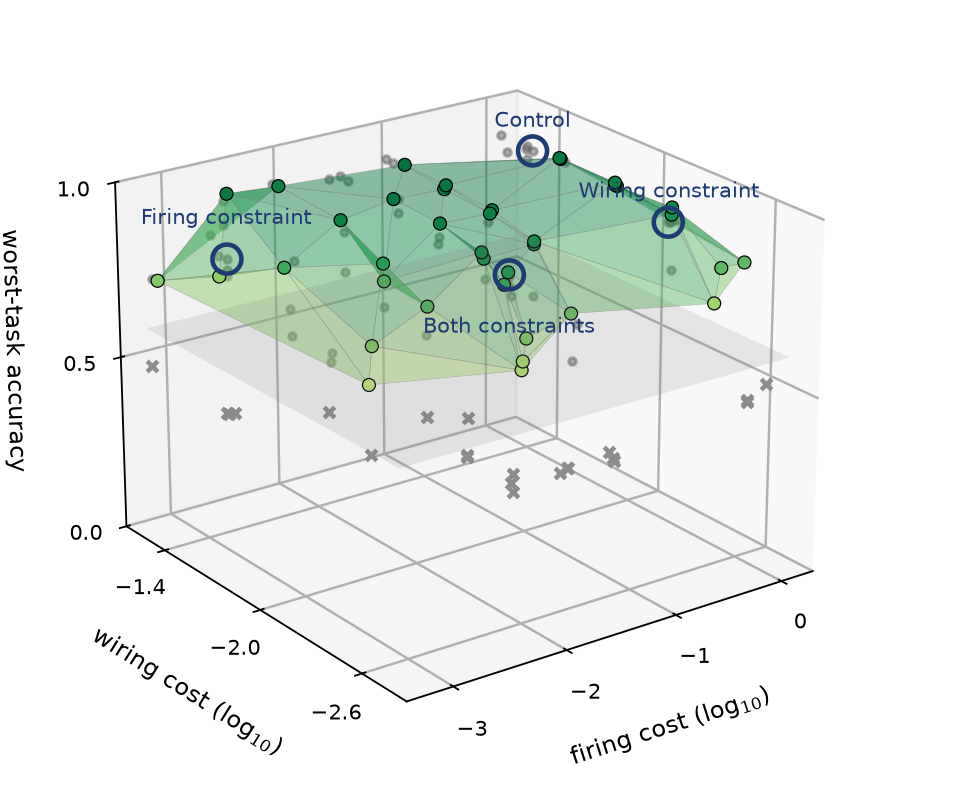 Control
Wiring constraint
1.0
Firing constraint
Both constraints
0.5
worst-task accuracy
0.0
−1.4
−2.0
−2.6
wiring cost (log₁₀)
0
−1
−2
−3
firing cost (log₁₀)